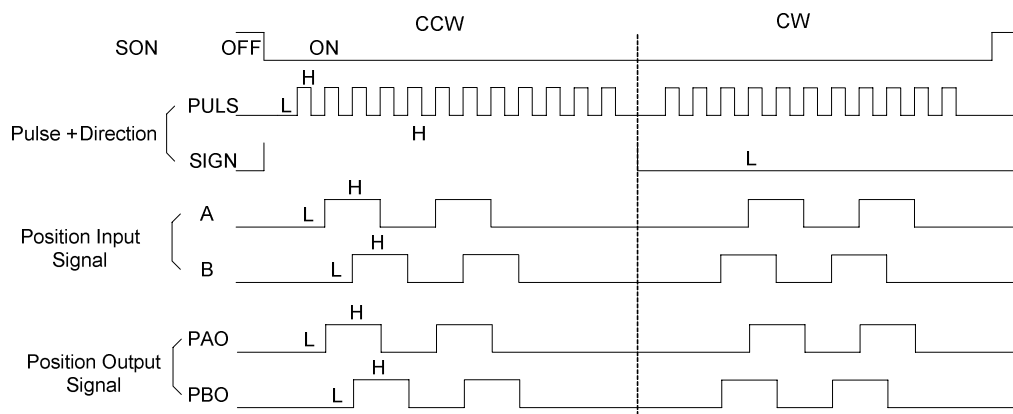 CCW CW
SON OFF ON
H
PULS L
Pulse +Direction H
SIGN L
H
A L
Position Input
Signal
H
B L
H
PAO L
Position Output
Signal
H
PBO L